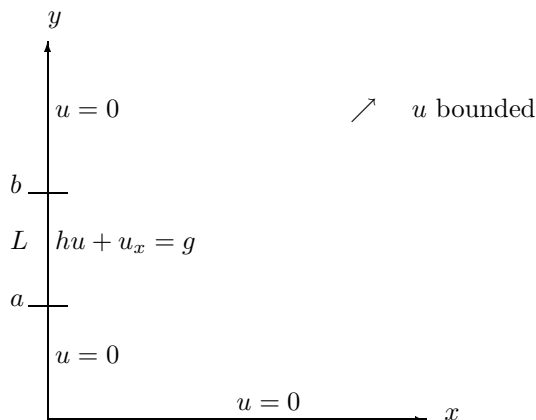 y
u = 0
u bounded
b
L hu + u_x = g
a
u = 0
u = 0
x